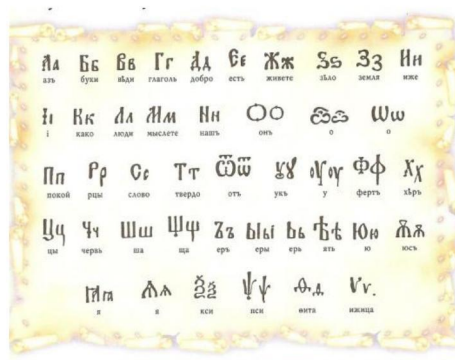 Аа Бб Вв Гг Дд Єє Жж Ѕѕ Зз Ии
азъ буки вѣди глаголь добро есть живете зѣло земля иже
Іі Кк Лл Мм Нн Оо Ѻѻ Ѡѡ
і како люди мыслете нашъ онъ о о
Пп Рр Сс Тт Ѿѿ Ꙋꙋ Ѹѹ Фф Хх
покой рцы слово твердо отъ укъ у фертъ хѣръ
Цц Чч Шш Щщ Ъъ Ыы Ьь Ѣѣ Юю Ѫѫ
цы червь ша ща еръ еры ерь ять ю юсъ
Ꙗꙗ Ѧѧ Ѯѯ Ѱѱ Ѳѳ Ѵѵ.
я я кси пси ѳита ижица